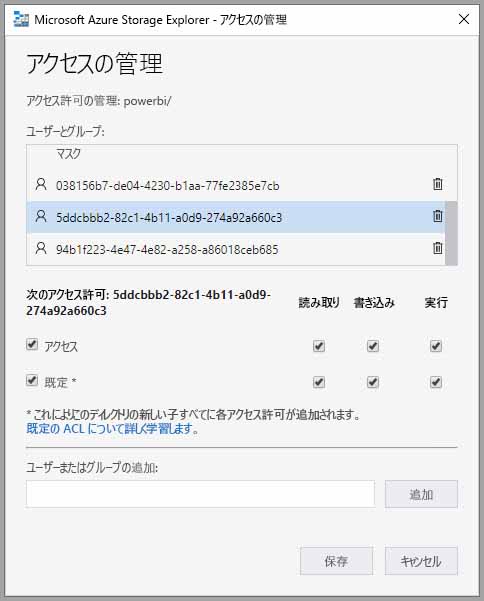 Microsoft Azure Storage Explorer - アクセスの管理
アクセスの管理
アクセス許可の管理: powerbi/
ユーザーとグループ:
マスク
038156b7-de04-4230-b1aa-77fe2385e7cb
5ddcbbb2-82c1-4b11-a0d9-274a92a660c3
94b1f223-4e47-4e82-a258-a86018ceb685
次のアクセス許可: 5ddcbbb2-82c1-4b11-a0d9-
274a92a660c3
読み取り 書き込み 実行
アクセス
既定 *
* これによにのディレクトリの新しい子すべてに各アクセス許可が追加されます。
既定の ACL について詳しく学習します。
ユーザーまたはグループの追加:
追加
保存 キャンセル